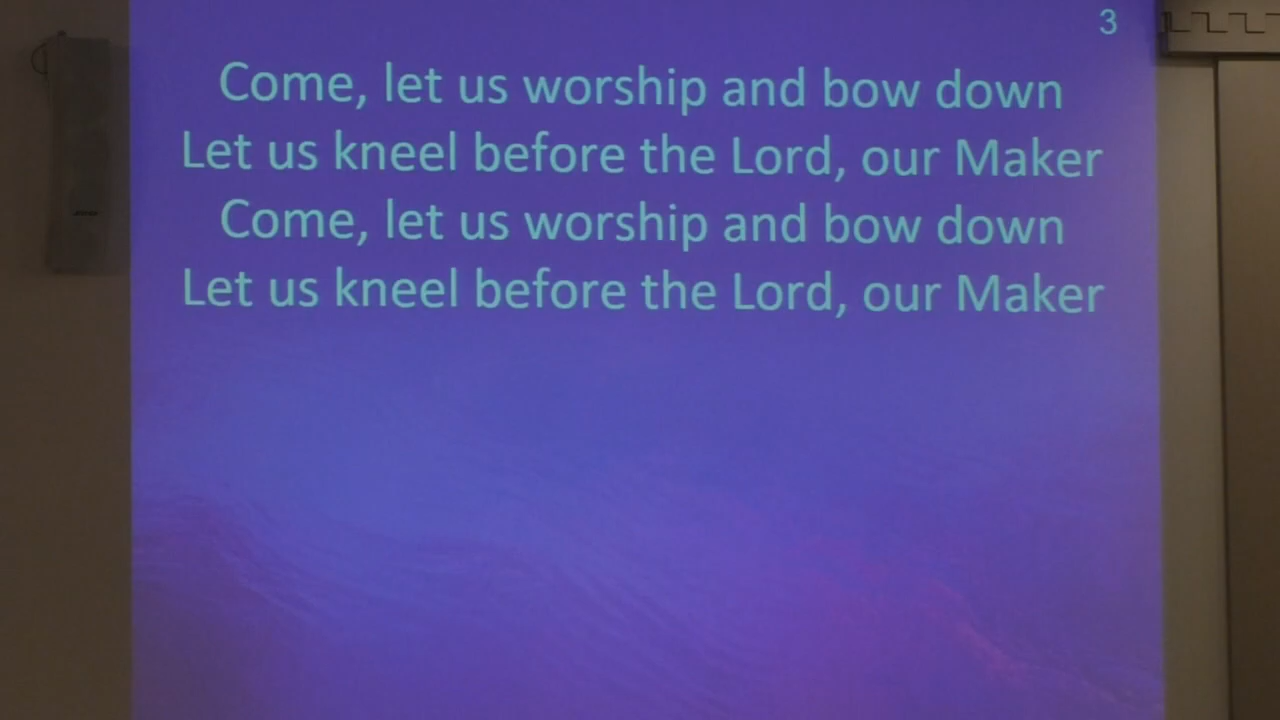 3
Come, let us worship and bow down
Let us kneel before the Lord, our Maker
Come, let us worship and bow down
Let us kneel before the Lord, our Maker